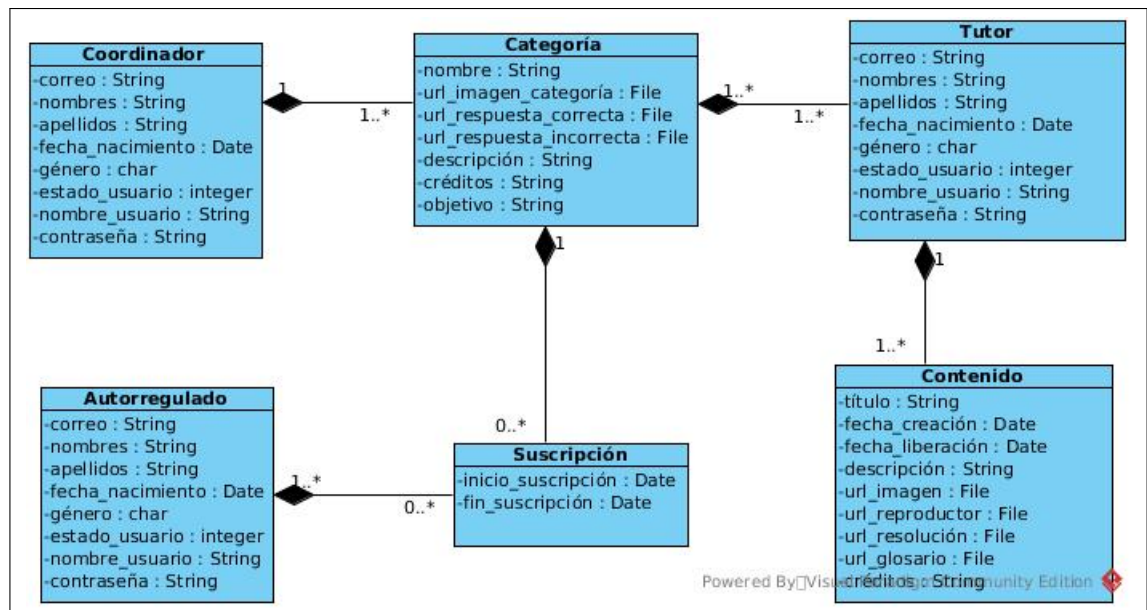 Coordinador
-correo : String
-nombres : String
-apellidos : String
-fecha_nacimiento : Date
-género : char
-estado_usuario : integer
-nombre_usuario : String
-contraseña : String
1
1..*
Categoría
-nombre : String
-url_imagen_categoría : File
-url_respuesta_correcta : File
-url_respuesta_incorrecta : File
-descripción : String
-créditos : String
-objetivo : String
1..*
1..*
Tutor
-correo : String
-nombres : String
-apellidos : String
-fecha_nacimiento : Date
-género : char
-estado_usuario : integer
-nombre_usuario : String
-contraseña : String
1
0..*
1
1..*
Autorregulado
-correo : String
-nombres : String
-apellidos : String
-fecha_nacimiento : Date
-género : char
-estado_usuario : integer
-nombre_usuario : String
-contraseña : String
1..*
0..*
Suscripción
-inicio_suscripción : Date
-fin_suscripción : Date
Contenido
-título : String
-fecha_creación : Date
-fecha_liberación : Date
-descripción : String
-url_imagen : File
-url_reproductor : File
-url_resolución : File
-url_glosario : File
-créditos : String
Powered By Visual Paradigm Community Edition